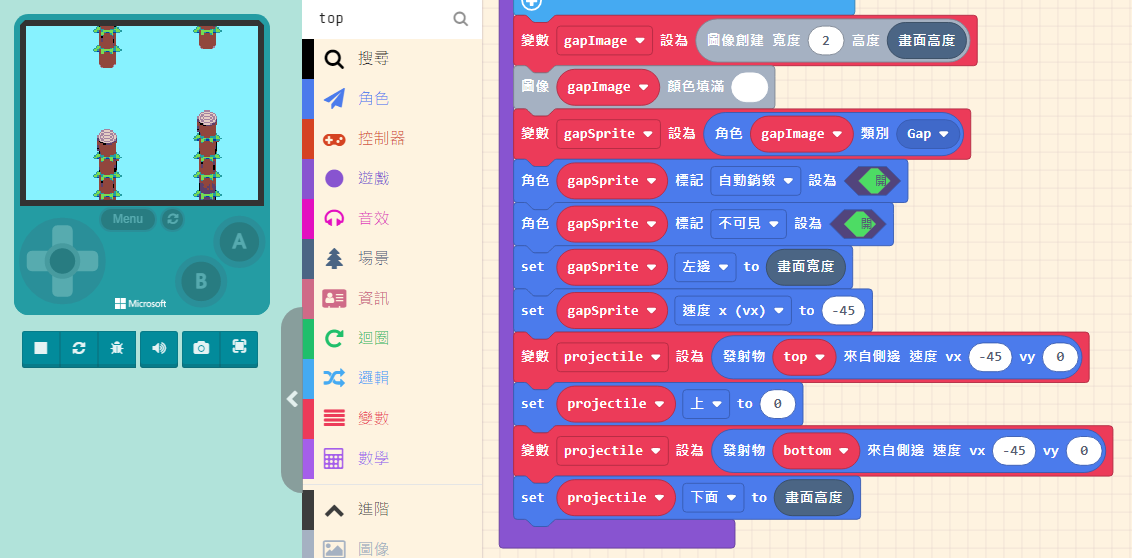 Menu
A
B
Microsoft
top
搜尋
角色
控制器
遊戲
音效
場景
資訊
迴圈
邏輯
變數
數學
進階
圖像
變數 gapImage 設為 圖像創建 寬度 2 高度 畫面高度
圖像 gapImage 顏色填滿
變數 gapSprite 設為 角色 gapImage 類別 Gap
角色 gapSprite 標記 自動銷毀 設為 開
角色 gapSprite 標記 不可見 設為 開
set gapSprite 左邊 to 畫面寬度
set gapSprite 速度 x (vx) to -45
變數 projectile 設為 發射物 top 來自側邊 速度 vx -45 vy 0
set projectile 上 to 0
變數 projectile 設為 發射物 bottom 來自側邊 速度 vx -45 vy 0
set projectile 下面 to 畫面高度